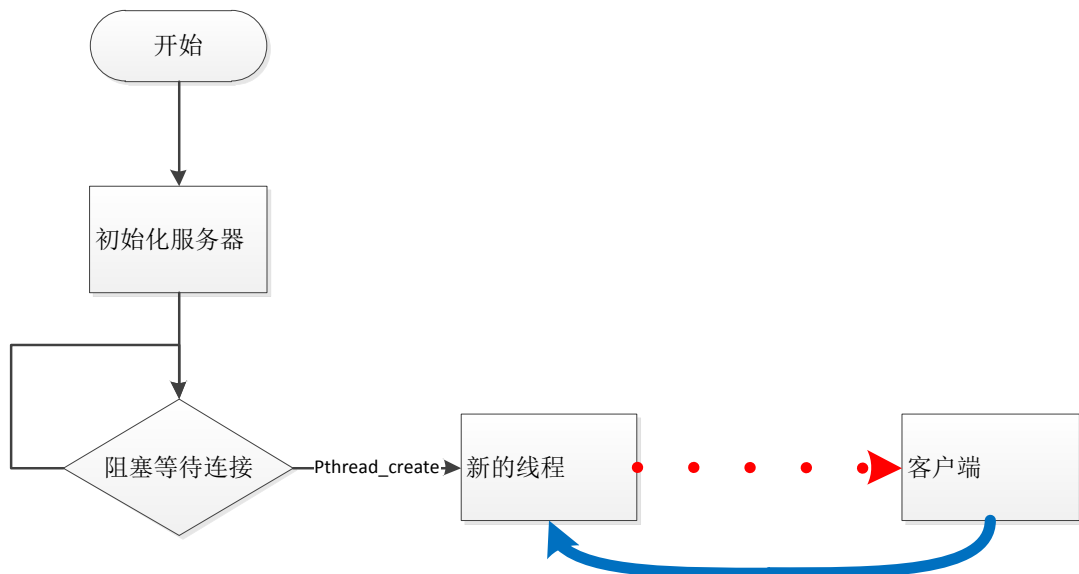 开始
初始化服务器
阻塞等待连接
Pthread_create
新的线程
客户端